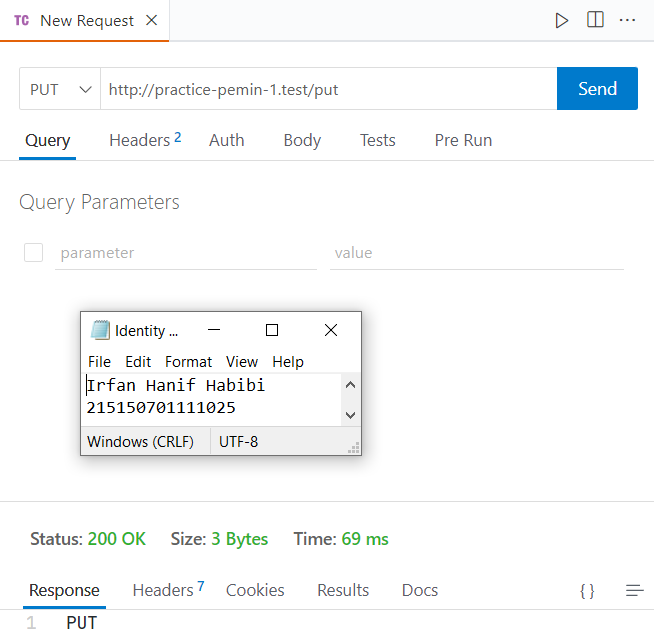 TC New Request
PUT http://practice-pemin-1.test/put Send
Query Headers 2 Auth Body Tests Pre Run
Query Parameters
parameter value
Identity ...
File Edit Format View Help
Irfan Hanif Habibi
215150701111025
Windows (CRLF) UTF-8
Status: 200 OK Size: 3 Bytes Time: 69 ms
Response Headers 7 Cookies Results Docs { }
1 PUT